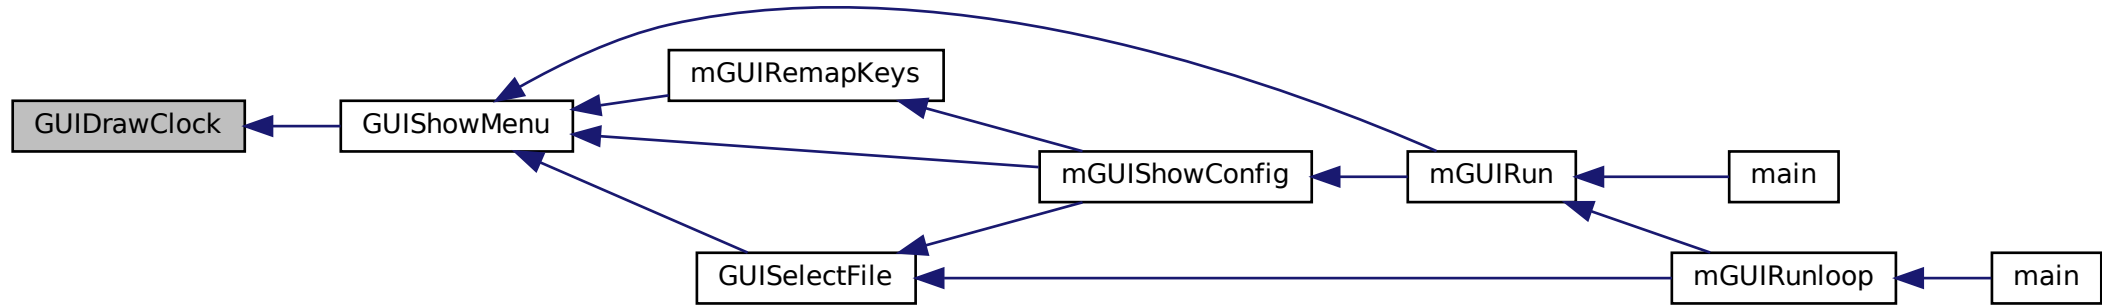 GUIDrawClock
GUIShowMenu
mGUIRemapKeys
mGUIShowConfig
GUISelectFile
mGUIRun
main
mGUIRunloop
main